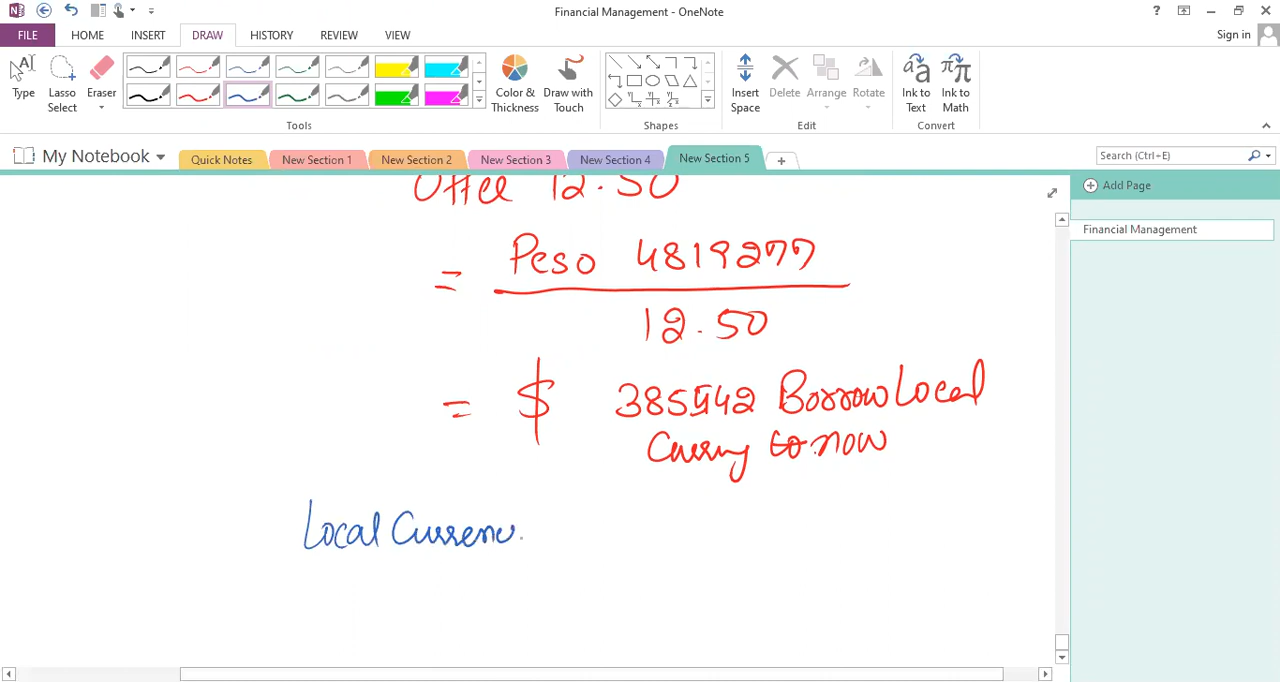 Financial Management - OneNote
?
FILE HOME INSERT DRAW HISTORY REVIEW VIEW
Sign in
Type
Lasso Select
Eraser
Color & Thickness
Draw with Touch
Insert Space
Delete
Arrange
Rotate
Ink to Text
Ink to Math
Tools
Shapes
Edit
Convert
My Notebook
Quick Notes New Section 1 New Section 2 New Section 3 New Section 4 New Section 5 +
Search (Ctrl+E)
Add Page
Financial Management
Offer 12.50
= Peso 4819277
12.50
= $ 385542 Borrow Local
now
Local Currenc